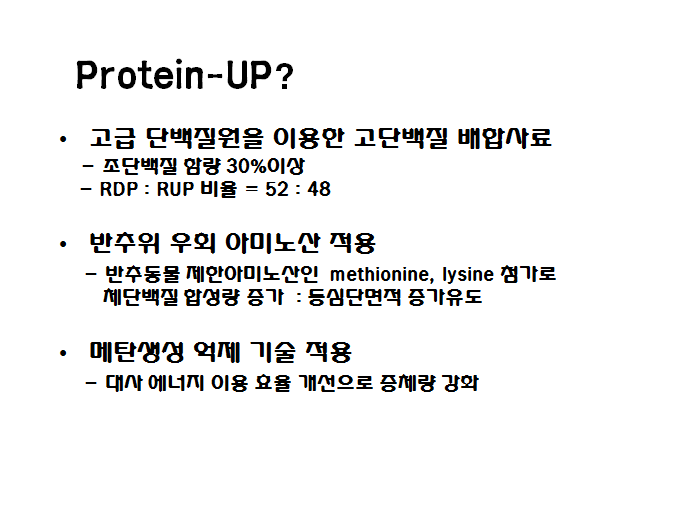 Protein-UP?
• 고급 단백질원을 이용한 고단백질 배합사료
– 조단백질 함량 30%이상
– RDP : RUP 비율 = 52 : 48
• 반추위 우회 아미노산 적용
– 반추동물 제한아미노산인 methionine, lysine 첨가로
체단백질 합성량 증가 : 등심단면적 증가유도
• 메탄생성 억제 기술 적용
– 대사 에너지 이용 효율 개선으로 증체량 강화